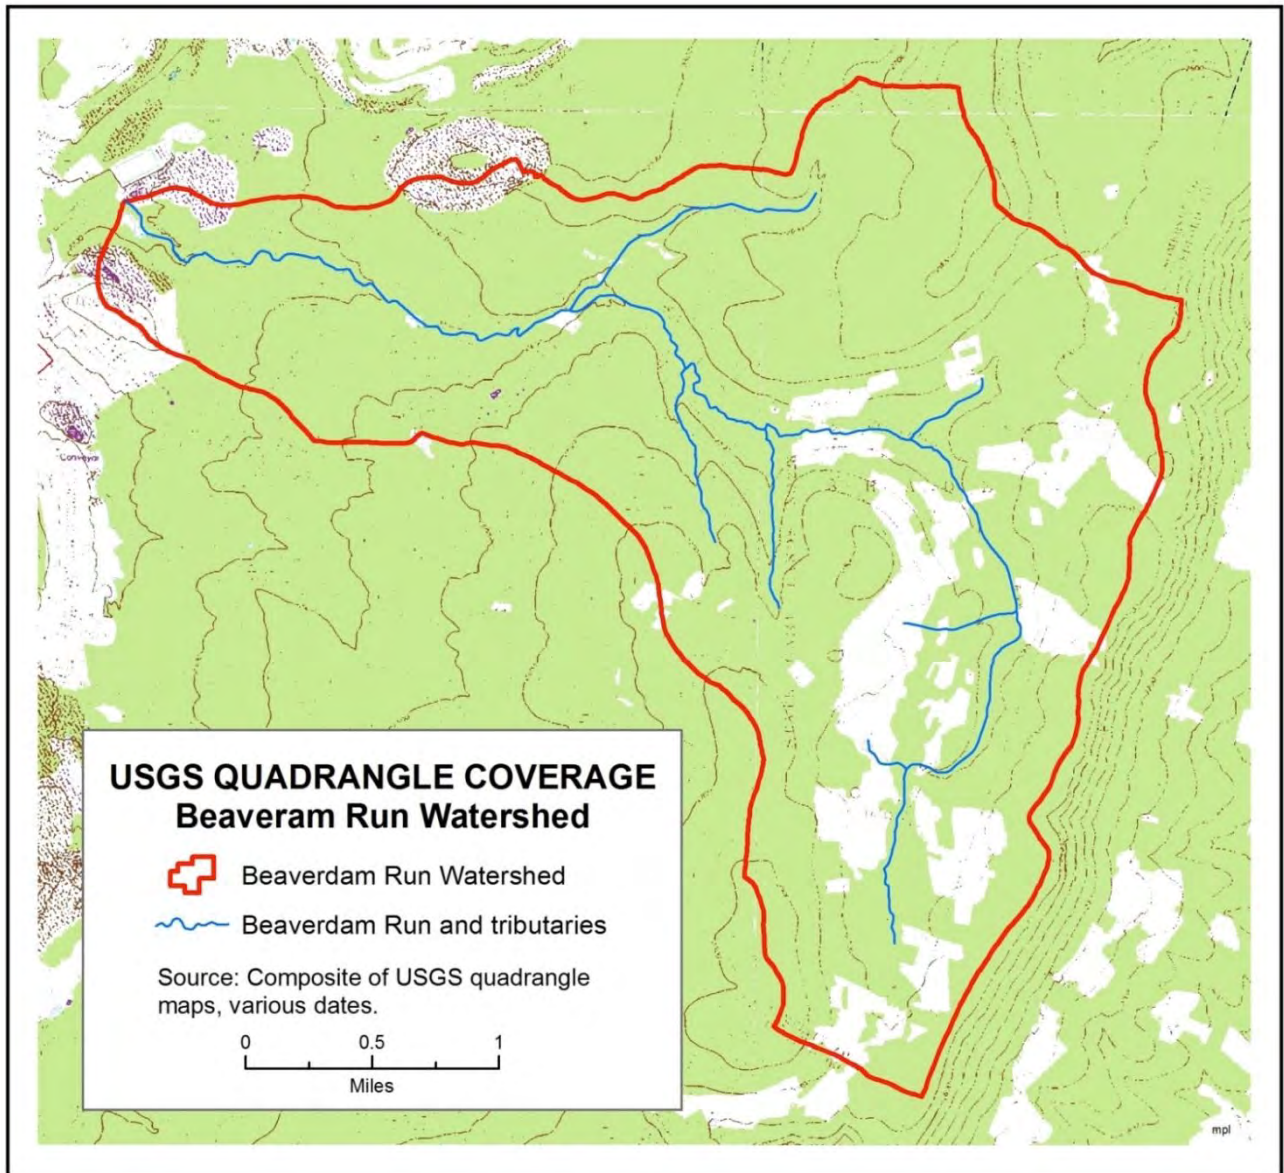 Conveyor
USGS QUADRANGLE COVERAGE
Beaveram Run Watershed
Beaverdam Run Watershed
Beaverdam Run and tributaries
Source: Composite of USGS quadrangle
maps, various dates.
0 0.5 1
Miles
mpl